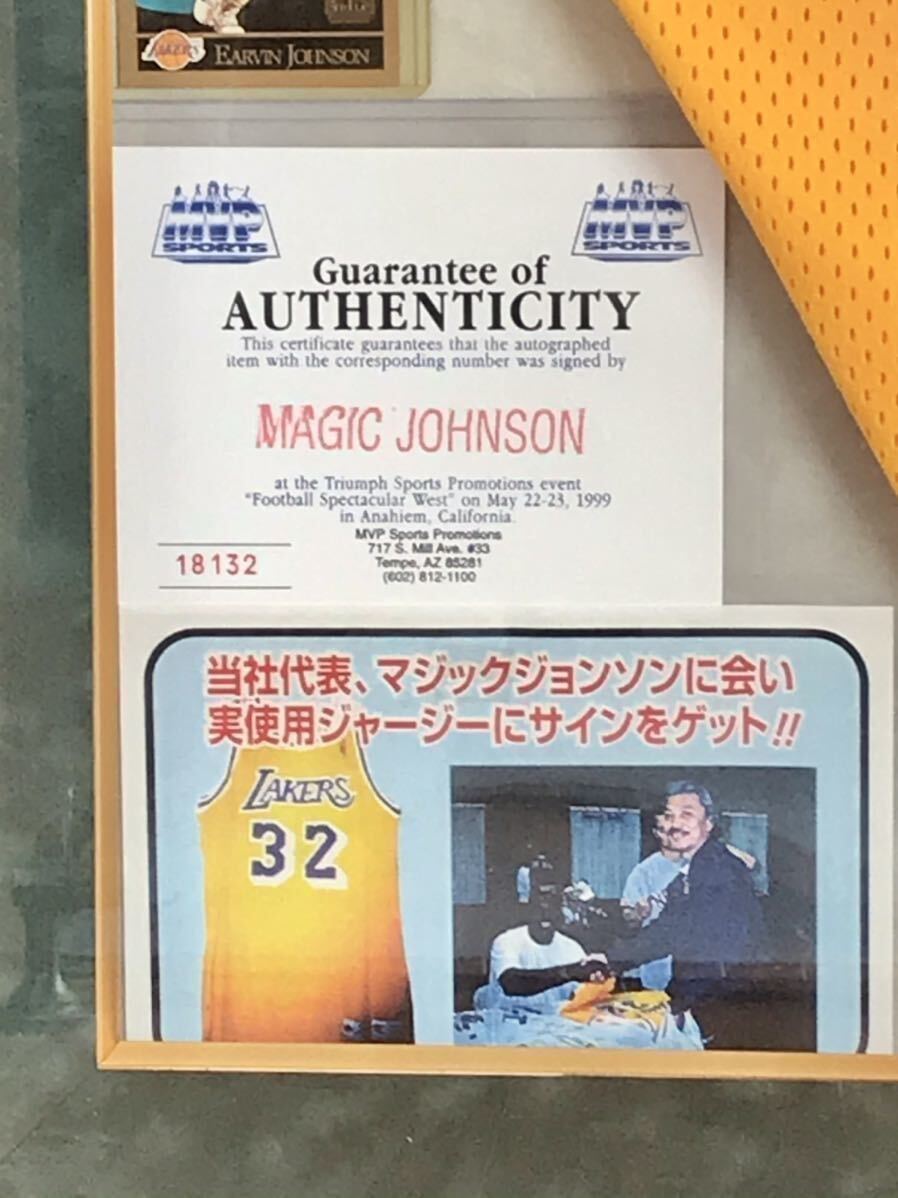 LAKERS EARVIN JOHNSON
MVP SPORTS
MVP SPORTS
Guarantee of
AUTHENTICITY
This certificate guarantees that the autographed
item with the corresponding number was signed by
MAGIC JOHNSON
at the Triumph Sports Promotions event
"Football Spectacular West" on May 22-23, 1999
in Anahiem, California.
MVP Sports Promotions
717 S. Mill Ave. #33
Tempe, AZ 85281
(602) 812-1100
18132
当社代表、マジックジョンソンに会い
実使用ジャージーにサインをゲット!!
LAKERS
32